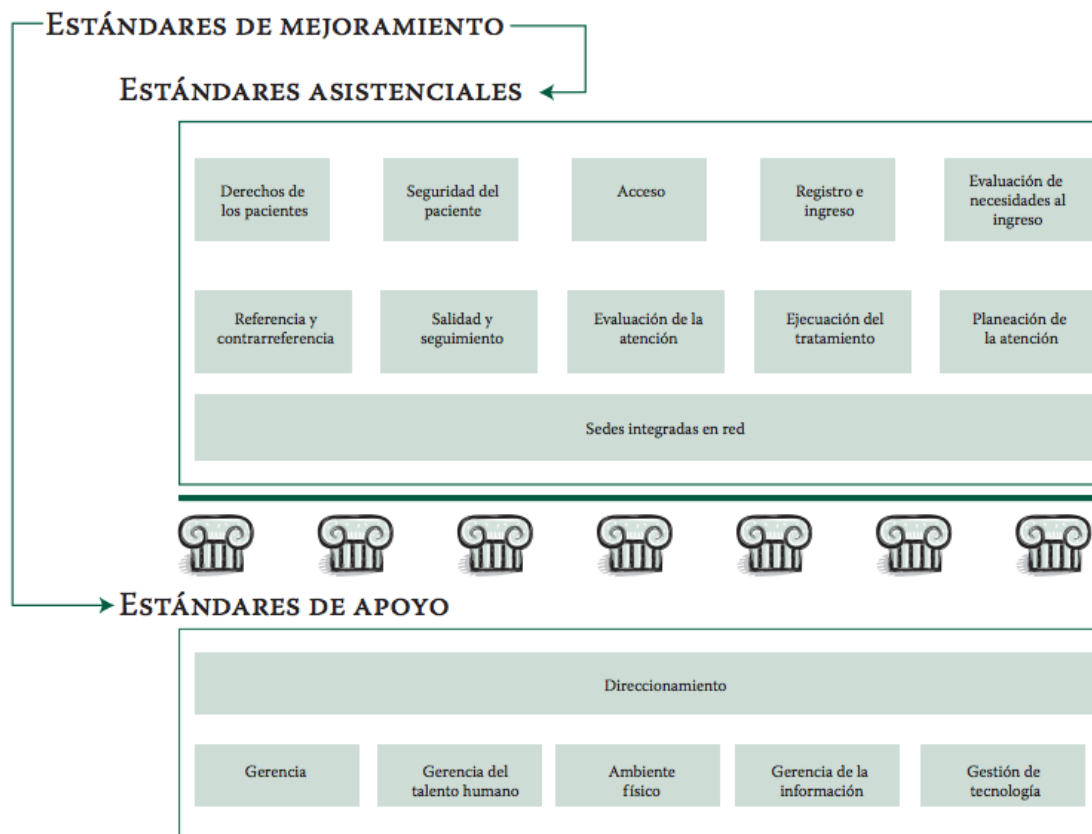 ESTÁNDARES DE MEJORAMIENTO
ESTÁNDARES ASISTENCIALES
Derechos de
los pacientes
Seguridad del
paciente
Acceso
Registro e
ingreso
Evaluación de
necesidades al
ingreso
Referencia y
contrarreferencia
Salidad y
seguimiento
Evaluación de la
atención
Ejecuación del
tratamiento
Planeación de
la atención
Sedes integradas en red
ESTÁNDARES DE APOYO
Direccionamiento
Gerencia
Gerencia del
talento humano
Ambiente
físico
Gerencia de la
información
Gestión de
tecnología